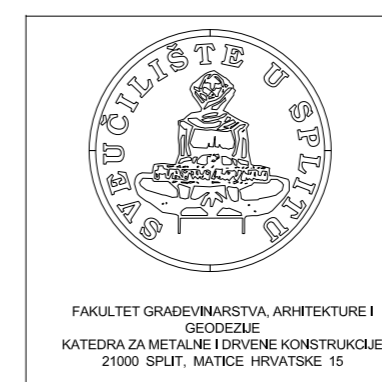 SVEUČILIŠTE U SPLITU
FAKULTET GRAĐEVINARSTVA, ARHITEKTURE I
GEODEZIJE
KATEDRA ZA METALNE I DRVENE KONSTRUKCIJE
21000 SPLIT, MATICE HRVATSKE 15